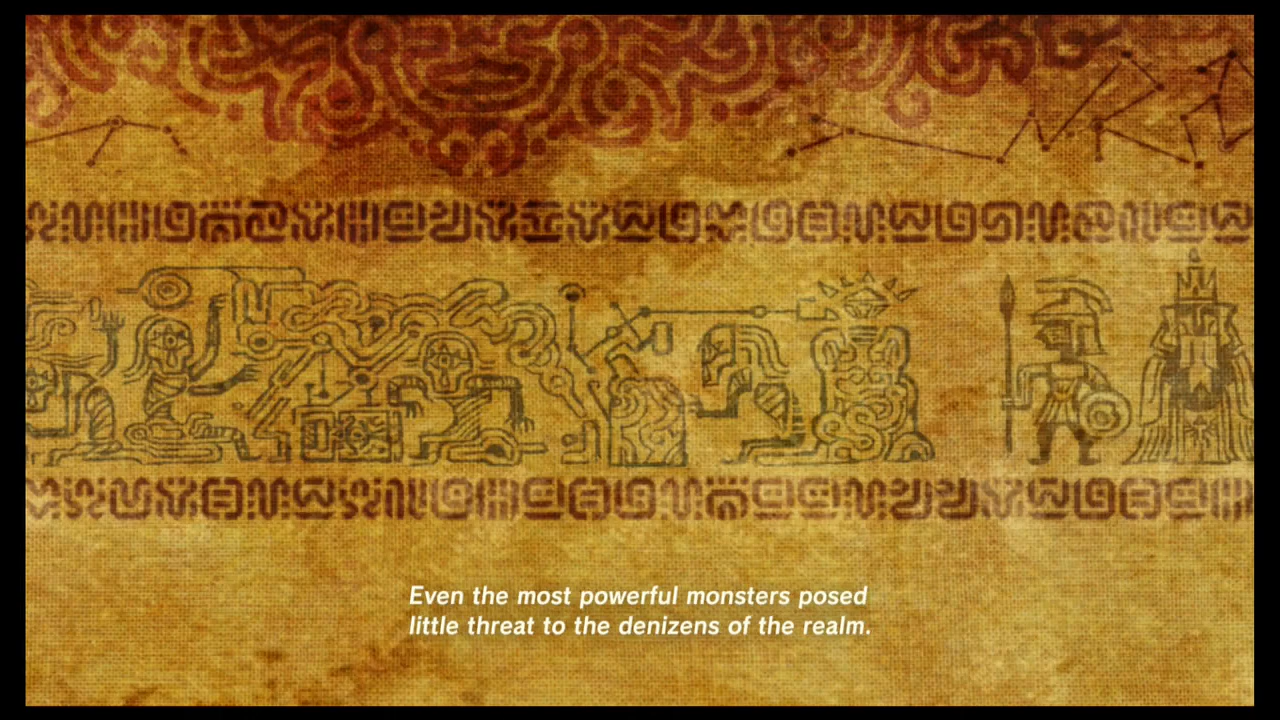 Even the most powerful monsters posed
little threat to the denizens of the realm.